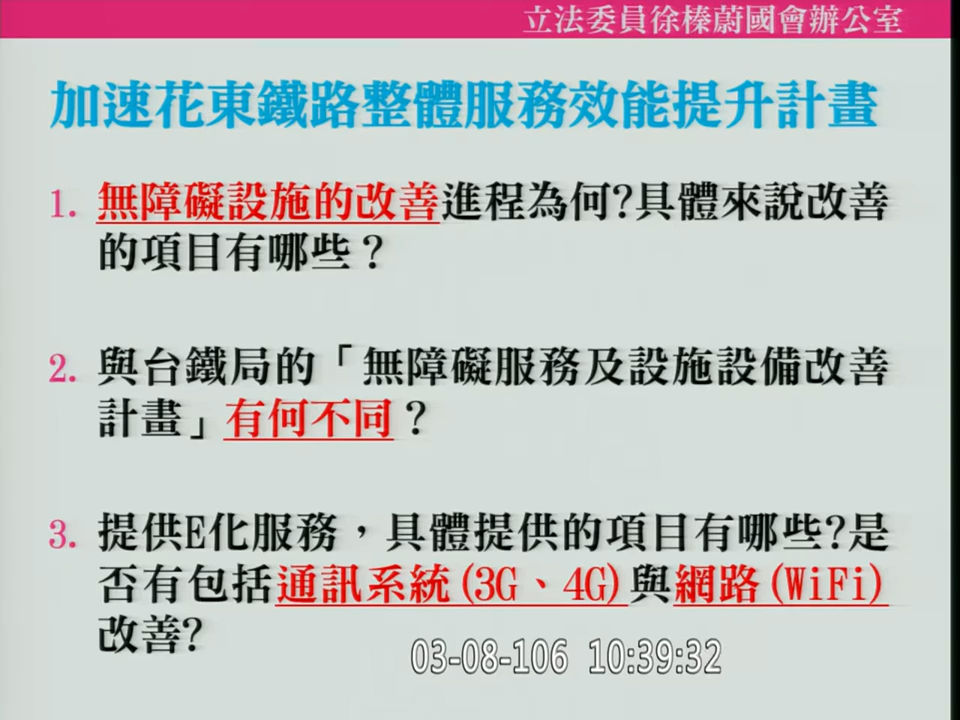 立法委員徐榛蔚國會辦公室
加速花東鐵路整體服務效能提升計畫
1. 無障礙設施的改善進程為何?具體來說改善
的項目有哪些？
2. 與台鐵局的「無障礙服務及設施設備改善
計畫」有何不同？
3. 提供E化服務，具體提供的項目有哪些?是
否有包括通訊系統(3G、4G)與網路(WiFi)
改善?
03-08-106 10:39:32